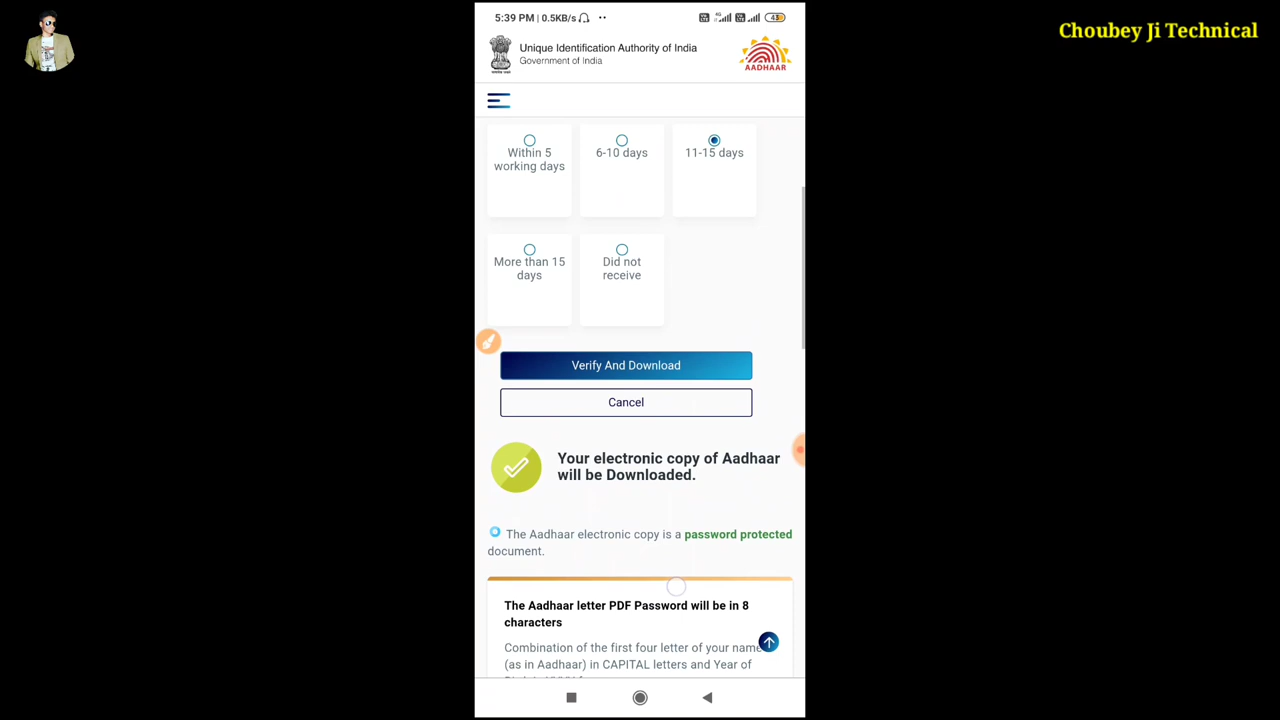 5:39 PM | 0.5KB/s
43
Choubey Ji Technical
Unique Identification Authority of India
Government of India
AADHAAR
Within 5
working days
6-10 days
11-15 days
More than 15
days
Did not
receive
Verify And Download
Cancel
Your electronic copy of Aadhaar
will be Downloaded.
The Aadhaar electronic copy is a password protected
document.
The Aadhaar letter PDF Password will be in 8
characters
Combination of the first four letter of your name
(as in Aadhaar) in CAPITAL letters and Year of